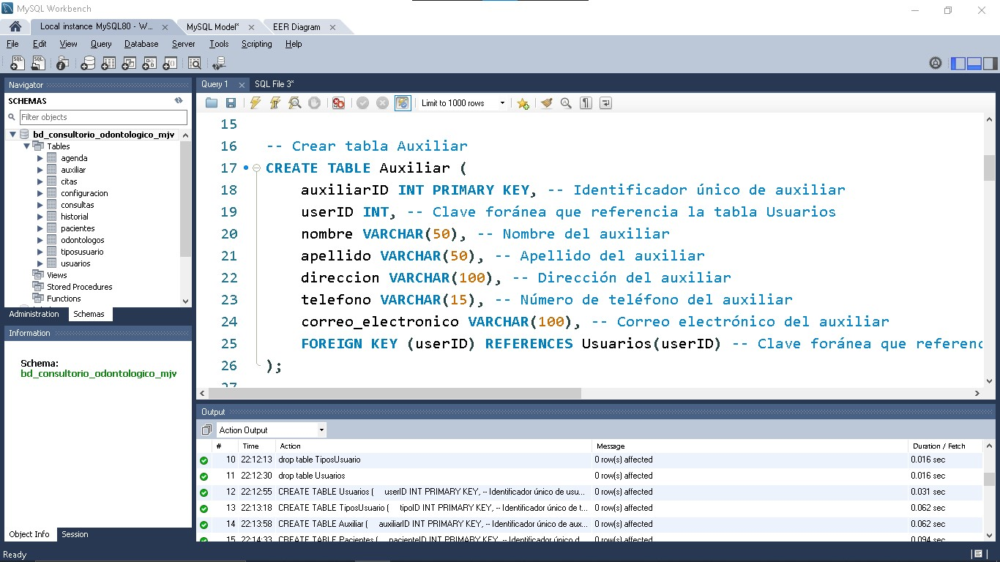 MySQL Workbench
Local instance MySQL80 - W... MySQL Model* EER Diagram
File Edit View Query Database Server Tools Scripting Help
Navigator
SCHEMAS
Filter objects
bd_consultorio_odontologico_mjv
Tables
agenda
auxiliar
citas
configuracion
consultas
historial
pacientes
odontologos
tiposusuario
usuarios
Views
Stored Procedures
Functions
Administration Schemas
Information
Schema:
bd_consultorio_odontologico_mjv
Object Info Session
Query 1 SQL File 3*
Limit to 1000 rows
15
16 -- Crear tabla Auxiliar
17 CREATE TABLE Auxiliar (
18 auxiliarID INT PRIMARY KEY, -- Identificador único de auxiliar
19 userID INT, -- Clave foránea que referencia la tabla Usuarios
20 nombre VARCHAR(50), -- Nombre del auxiliar
21 apellido VARCHAR(50), -- Apellido del auxiliar
22 direccion VARCHAR(100), -- Dirección del auxiliar
23 telefono VARCHAR(15), -- Número de teléfono del auxiliar
24 correo_electronico VARCHAR(100), -- Correo electrónico del auxiliar
25 FOREIGN KEY (userID) REFERENCES Usuarios(userID) -- Clave foránea que referenc
26 );
27
Output
Action Output
# Time Action Message Duration / Fetch
10 22:12:13 drop table TiposUsuario 0 row(s) affected 0.016 sec
11 22:12:30 drop table Usuarios 0 row(s) affected 0.016 sec
12 22:12:55 CREATE TABLE Usuarios ( userID INT PRIMARY KEY, -- Identificador único de usu... 0 row(s) affected 0.031 sec
13 22:13:18 CREATE TABLE TiposUsuario ( tipoID INT PRIMARY KEY, -- Identificador único de t... 0 row(s) affected 0.062 sec
14 22:13:58 CREATE TABLE Auxiliar ( auxiliarID INT PRIMARY KEY, -- Identificador único de aux... 0 row(s) affected 0.062 sec
15 22:14:33 CREATE TABLE Pacientes ( pacienteID INT PRIMARY KEY, -- Identificador único d 0 row(s) affected 0.094 sec
Ready